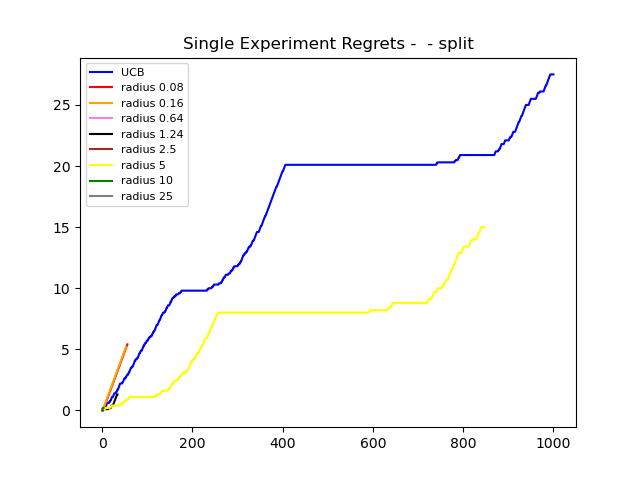 Single Experiment Regrets -  - split
UCB
radius 0.08
radius 0.16
radius 0.64
radius 1.24
radius 2.5
radius 5
radius 10
radius 25
25
20
15
10
5
0
0 200 400 600 800 1000